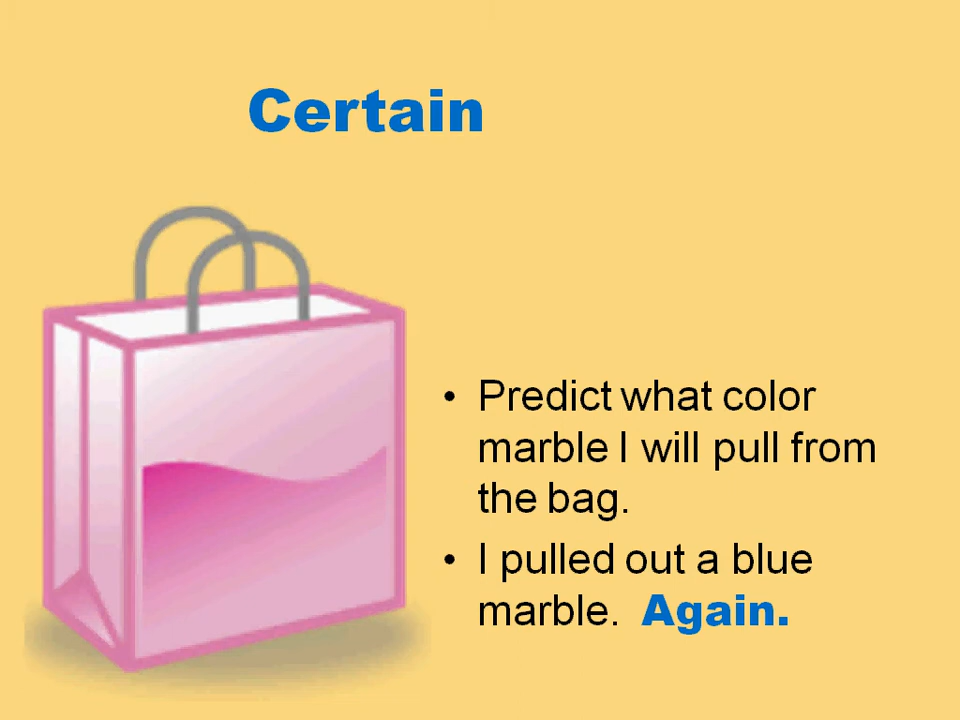 Certain
• Predict what color
marble I will pull from
the bag.
• I pulled out a blue
marble. Again.